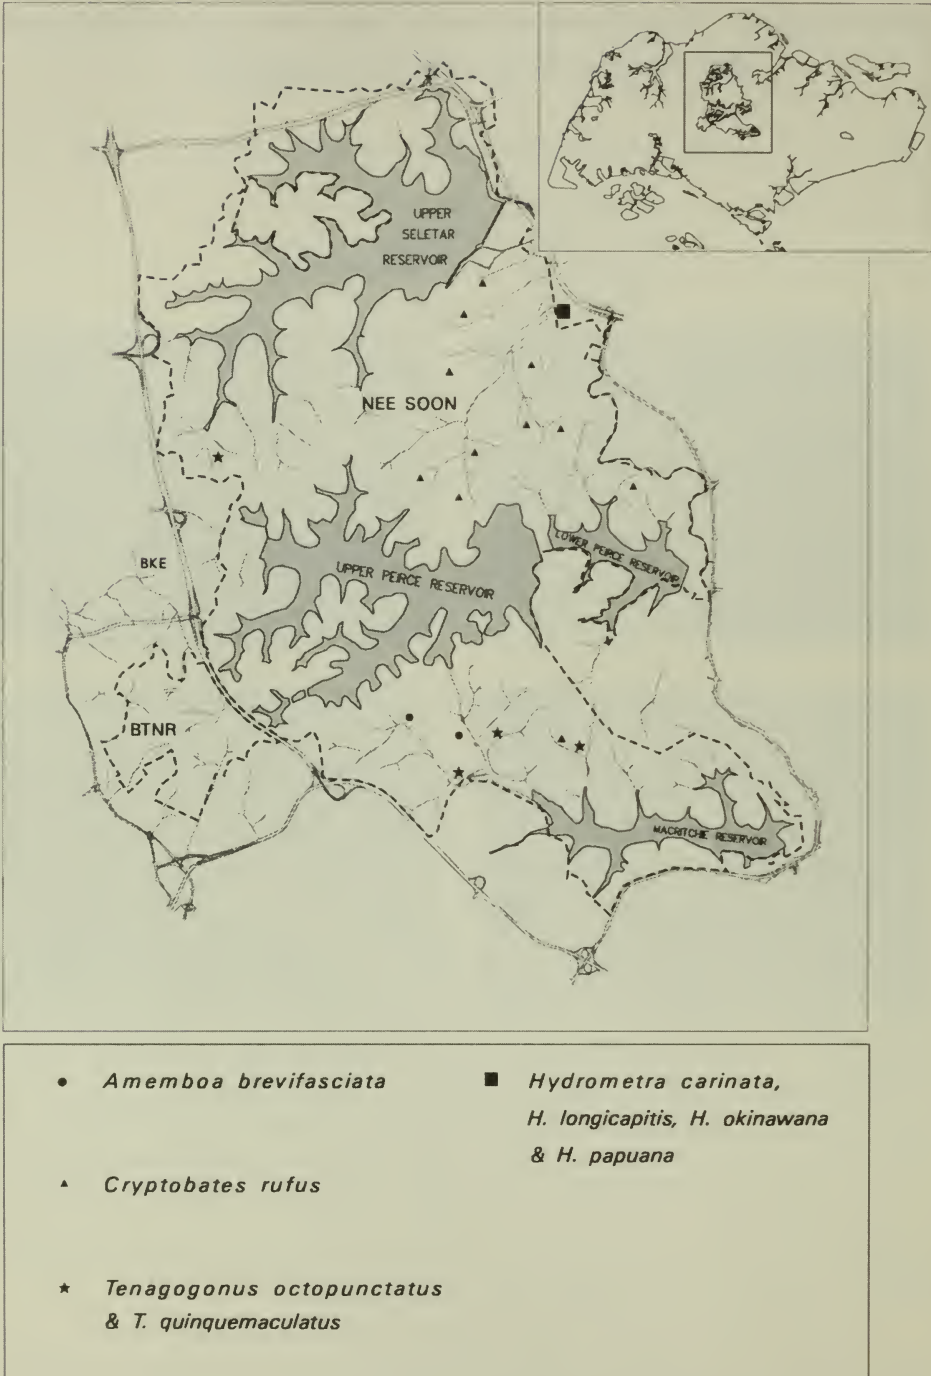 UPPER
SELETAR
RESERVOIR
NEE SOON
LOWER PEIRCE RESERVOIR
UPPER PEIRCE RESERVOIR
BKE
BTNR
MACRITCHIE RESERVOIR
Amemboa brevifasciata
Cryptobates rufus
Tenagogonus octopunctatus
& T. quinquemaculatus
Hydrometra carinata,
H. longicapitis, H. okinawana
& H. papuana